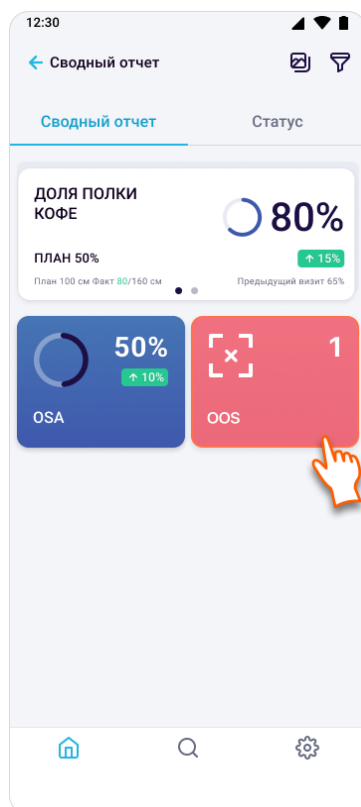 12:30
Сводный отчет
Сводный отчет Статус
ДОЛЯ ПОЛКИ
КОФЕ
80%
ПЛАН 50%
↑ 15%
План 100 см Факт 80/160 см
Предыдущий визит 65%
50%
↑ 10%
OSA
1
OOS